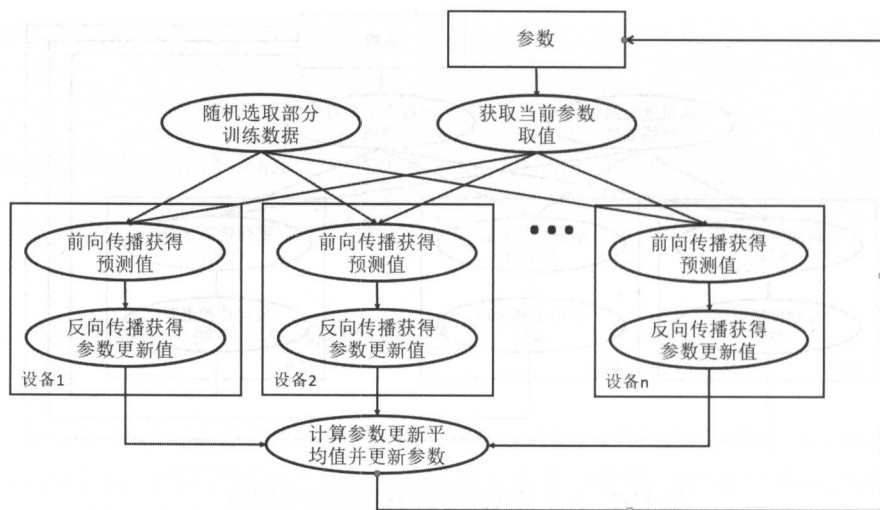 参数
随机选取部分
训练数据
获取当前参数
取值
前向传播获得
预测值
反向传播获得
参数更新值
设备1
前向传播获得
预测值
反向传播获得
参数更新值
设备2
•••
前向传播获得
预测值
反向传播获得
参数更新值
设备n
计算参数更新平
均值并更新参数